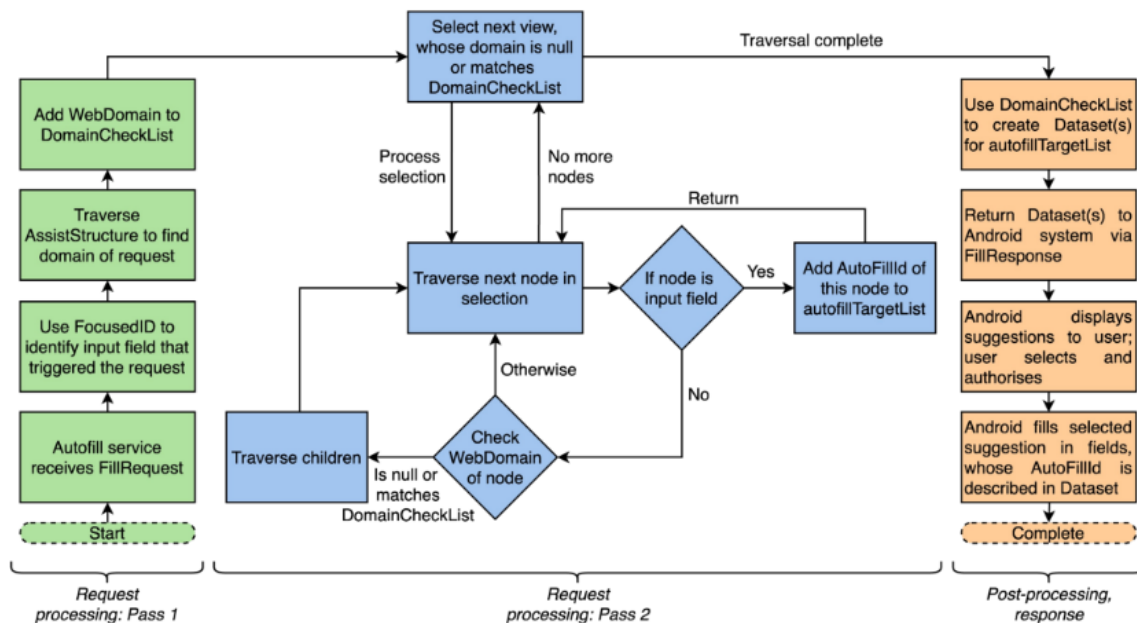 Select next view,
whose domain is null
or matches
DomainCheckList
Traversal complete
Add WebDomain to
DomainCheckList
Use DomainCheckList
to create Dataset(s)
for autofillTargetList
Process
selection
No more
nodes
Return
Traverse
AssistStructure to find
domain of request
Traverse next node in
selection
If node is
input field
Yes
Add AutoFillId of
this node to
autofillTargetList
Return Dataset(s) to
Android system via
FillResponse
Use FocusedID to
identify input field that
triggered the request
Otherwise
No
Android displays
suggestions to user;
user selects and
authorises
Autofill service
receives FillRequest
Traverse children
Is null or
matches
DomainCheckList
Check
WebDomain
of node
Android fills selected
suggestion in fields,
whose AutoFillId is
described in Dataset
Start
Complete
Request
processing: Pass 1
Request
processing: Pass 2
Post-processing,
response